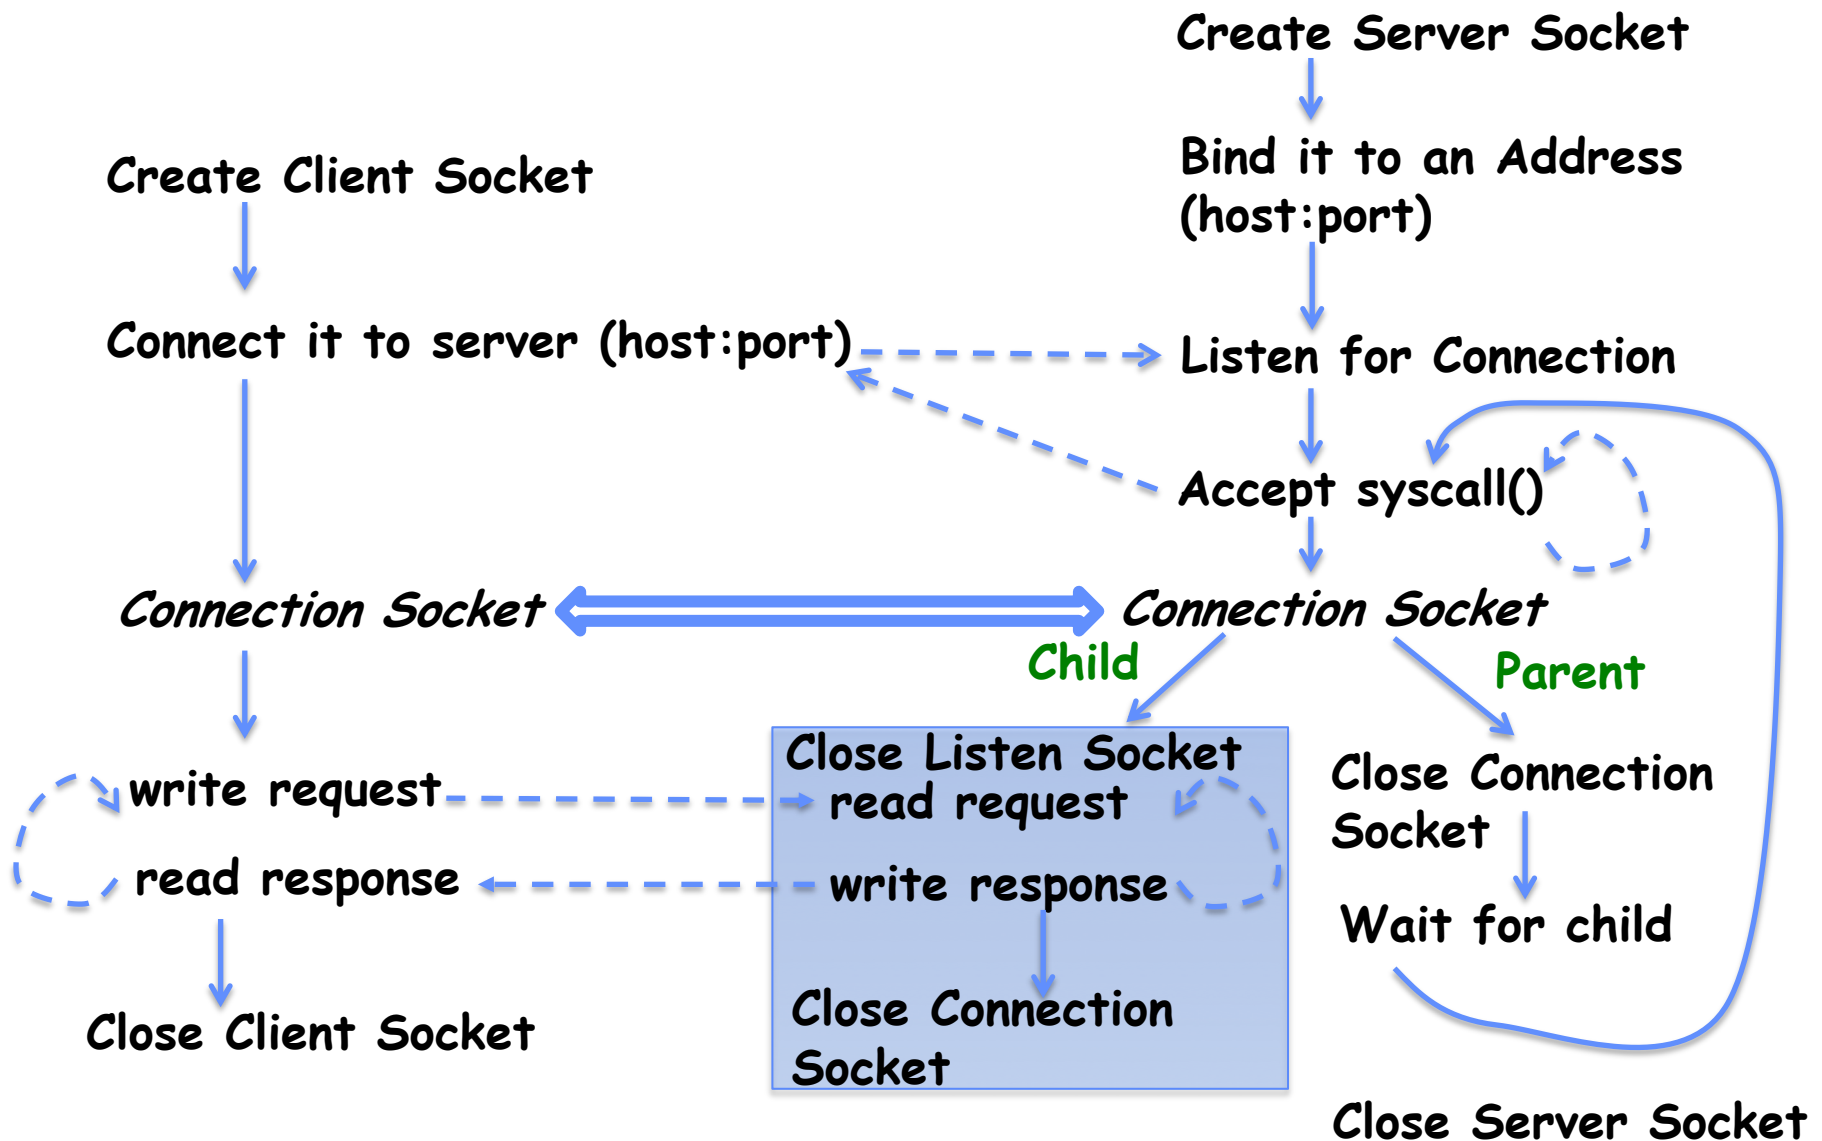 Create Server Socket
Bind it to an Address
(host:port)
Create Client Socket
Connect it to server (host:port)
Listen for Connection
Accept syscall()
Connection Socket
Connection Socket
Child
Parent
Close Listen Socket
write request
read request
read response
write response
Close Connection
Socket
Wait for child
Close Client Socket
Close Connection
Socket
Close Server Socket